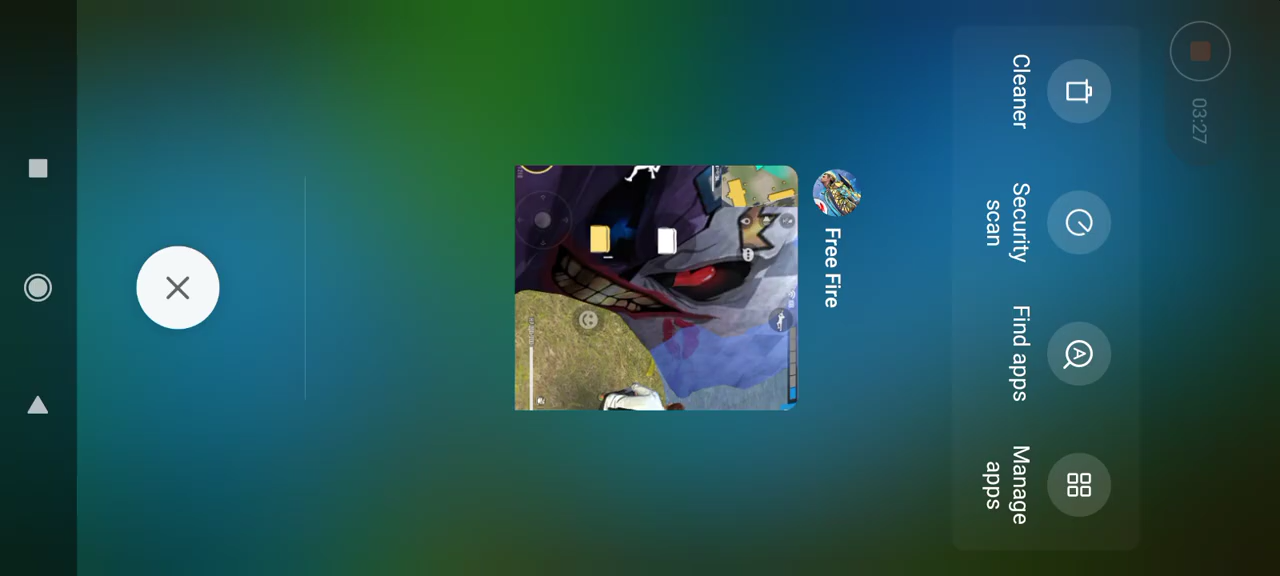 03:27
Cleaner
Security
scan
Find apps
Manage
apps
Free Fire